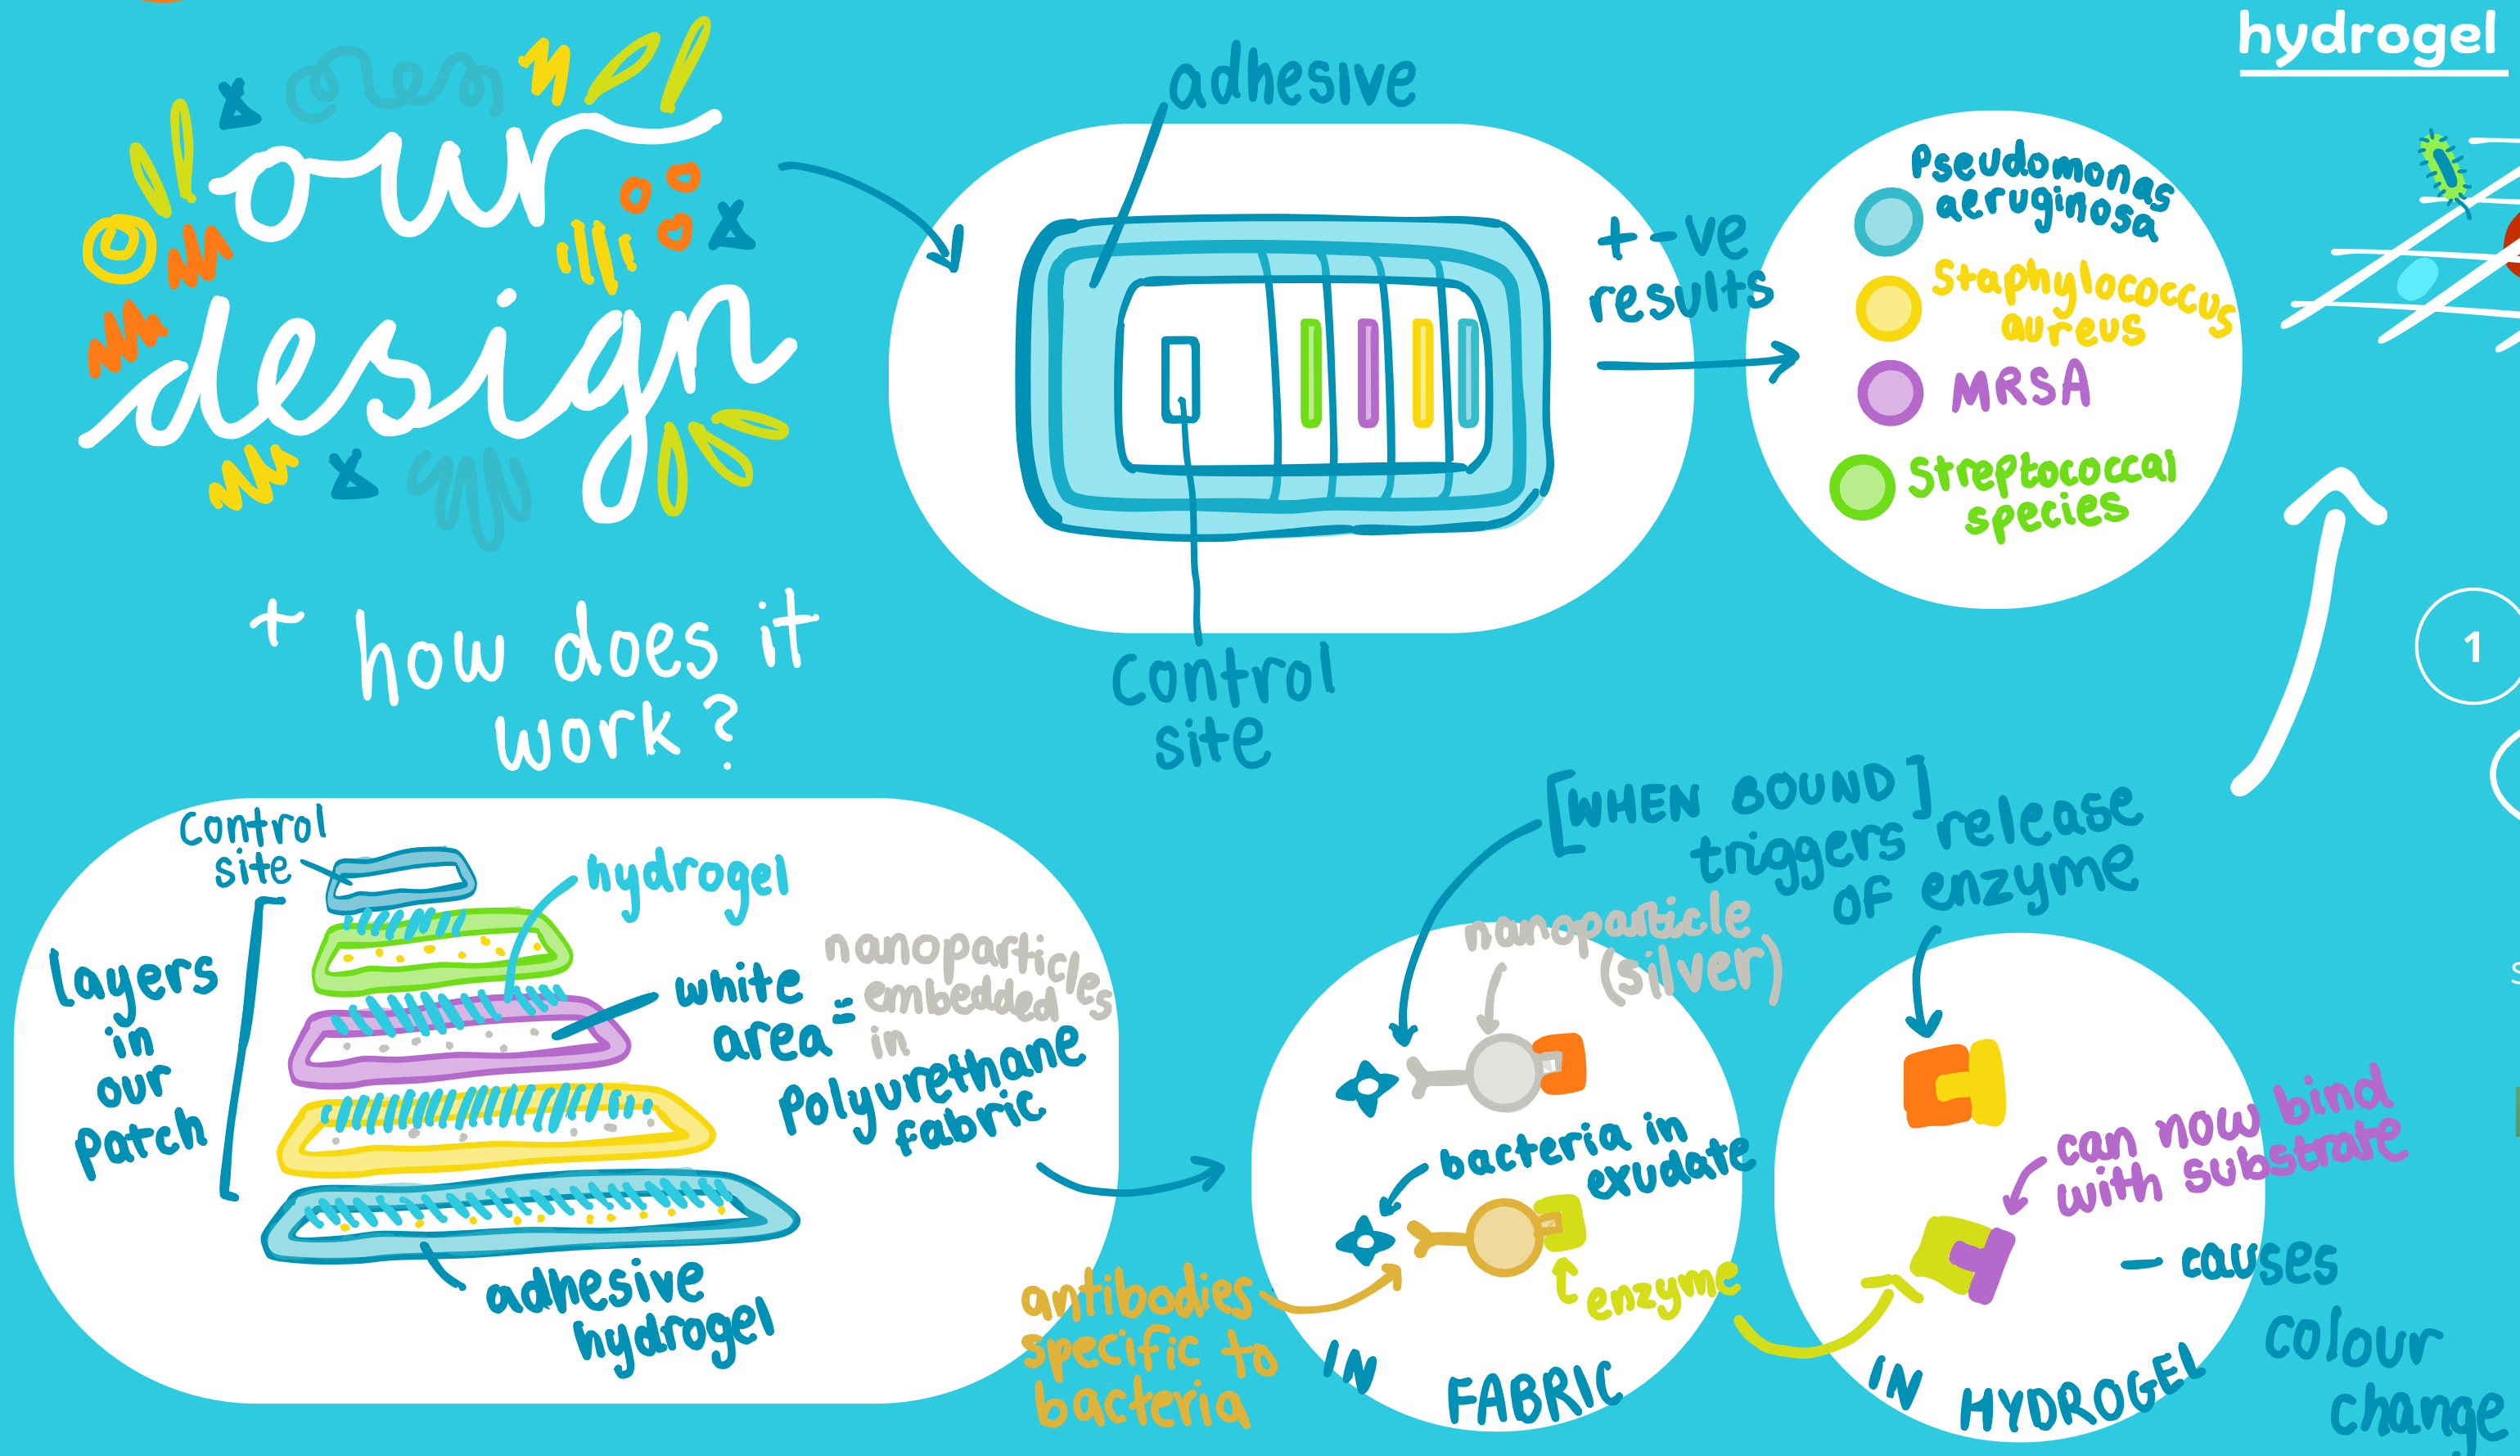 our
design
+ how does it
work?
adhesive
control
site
+ -ve
results
Pseudomonas
aeruginosa
staphylococcus
aureus
MRSA
streptococcal
species
hydrogel
1
control
site
hydrogel
layers
in
our
patch
white
area =
nanoparticles
embedded
in
polyurethane
fabric
adhesive
hydrogel
[WHEN BOUND]
triggers release
of enzyme
nanoparticle
(silver)
bacteria in
exudate
enzyme
antibodies
specific to
bacteria
IN FABRIC
can now bind
with substrate
- causes
colour
change
IN HYDROGEL